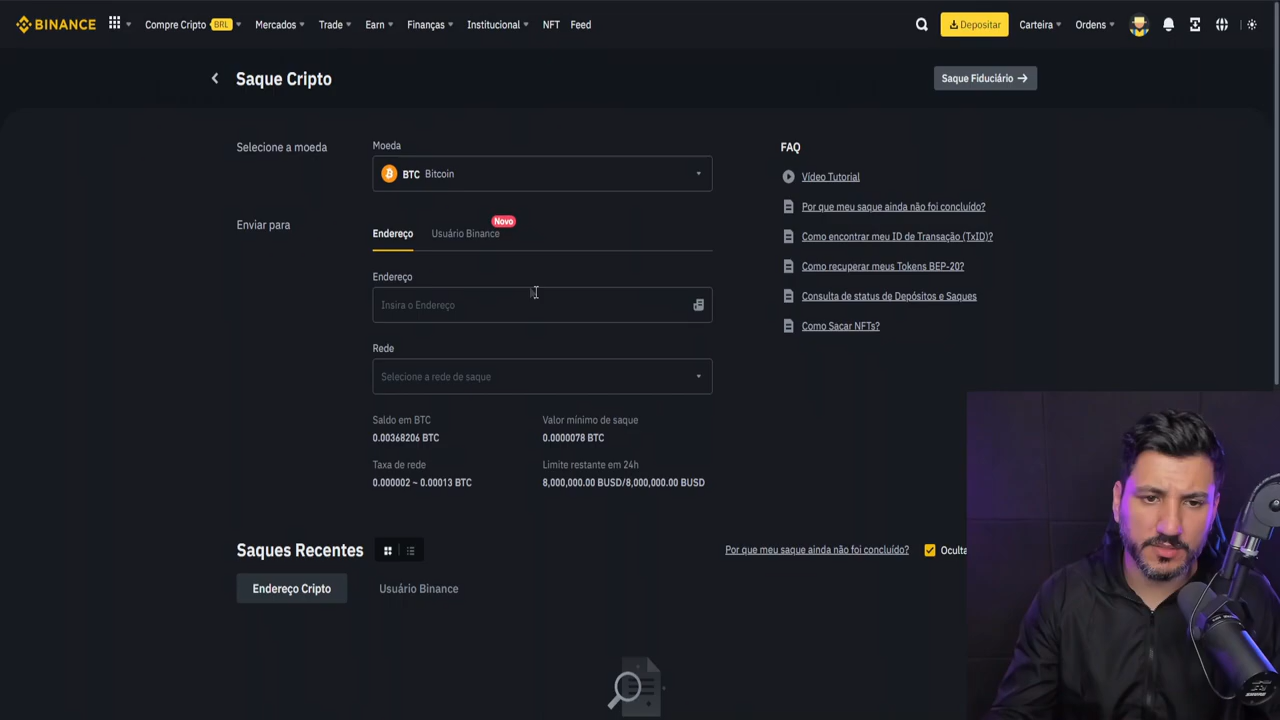 BINANCE Compre Cripto BRL Mercados Trade Earn Finanças Institucional NFT Feed Depositar Carteira Ordens
Saque Cripto
Saque Fiduciário →
Selecione a moeda
Moeda
BTC Bitcoin
Enviar para
Endereço Usuário Binance Novo
Endereço
Insira o Endereço
Rede
Selecione a rede de saque
Saldo em BTC Valor mínimo de saque
0.00368206 BTC 0.0000078 BTC
Taxa de rede Limite restante em 24h
0.000002 ~ 0.00013 BTC 8,000,000.00 BUSD/8,000,000.00 BUSD
FAQ
Vídeo Tutorial
Por que meu saque ainda não foi concluído?
Como encontrar meu ID de Transação (TxID)?
Como recuperar meus Tokens BEP-20?
Consulta de status de Depósitos e Saques
Como Sacar NFTs?
Saques Recentes
Por que meu saque ainda não foi concluído? Oculta
Endereço Cripto Usuário Binance